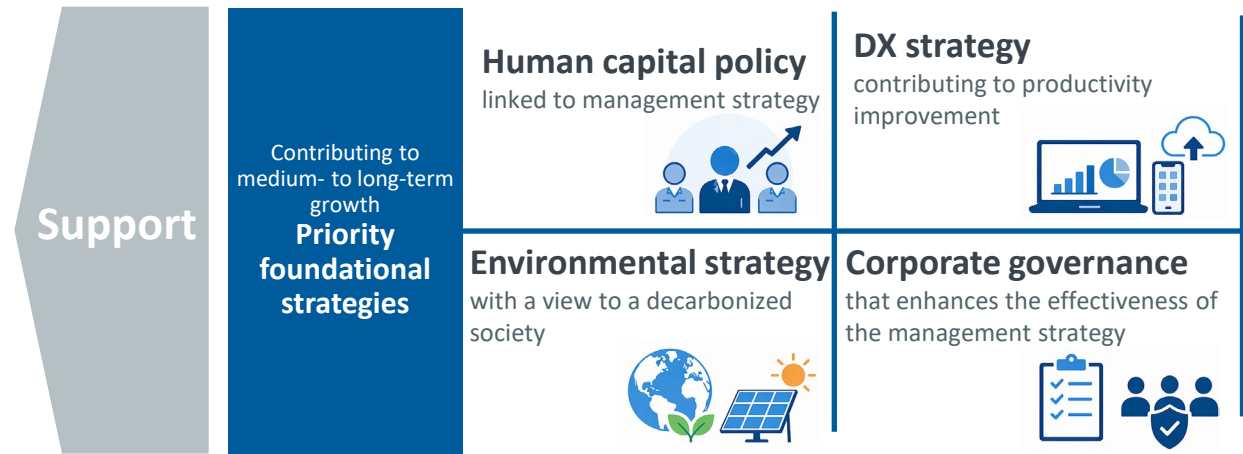 Support
Contributing to
medium- to long-term
growth
Priority
foundational
strategies
Human capital policy
linked to management strategy
DX strategy
contributing to productivity
improvement
Environmental strategy
with a view to a decarbonized
society
Corporate governance
that enhances the effectiveness of
the management strategy